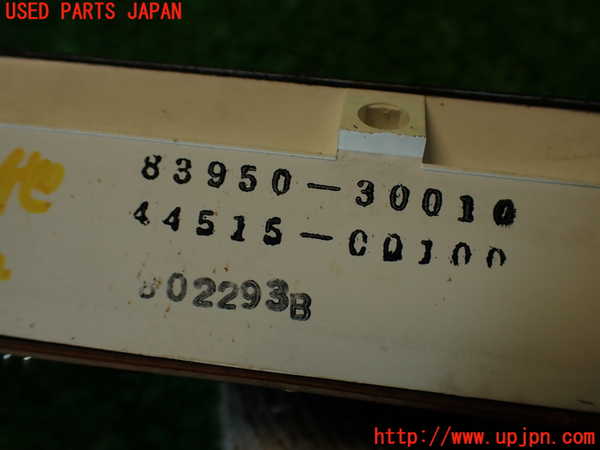 USED PARTS JAPAN
83950-30010
44515-C0100
02293B
http://www.upjpn.com